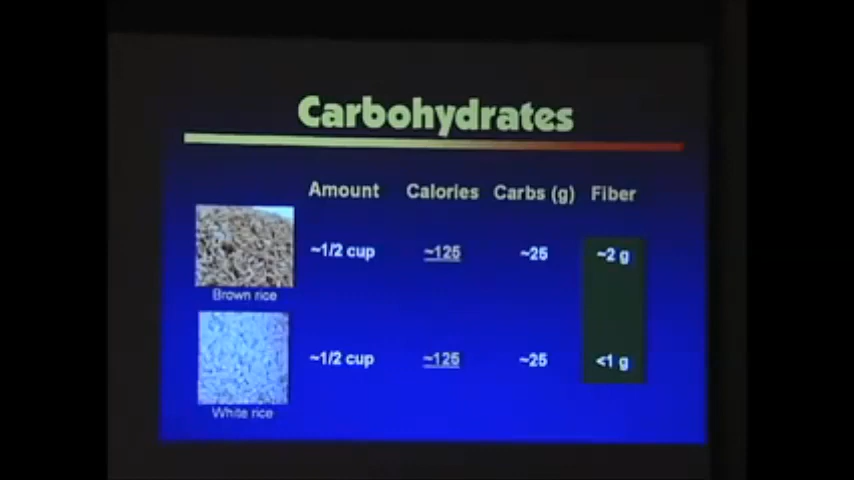 Carbohydrates
Amount Calories Carbs (g) Fiber
~1/2 cup ~125 ~25 ~2 g
Brown rice
~1/2 cup ~125 ~25 <1 g
White rice